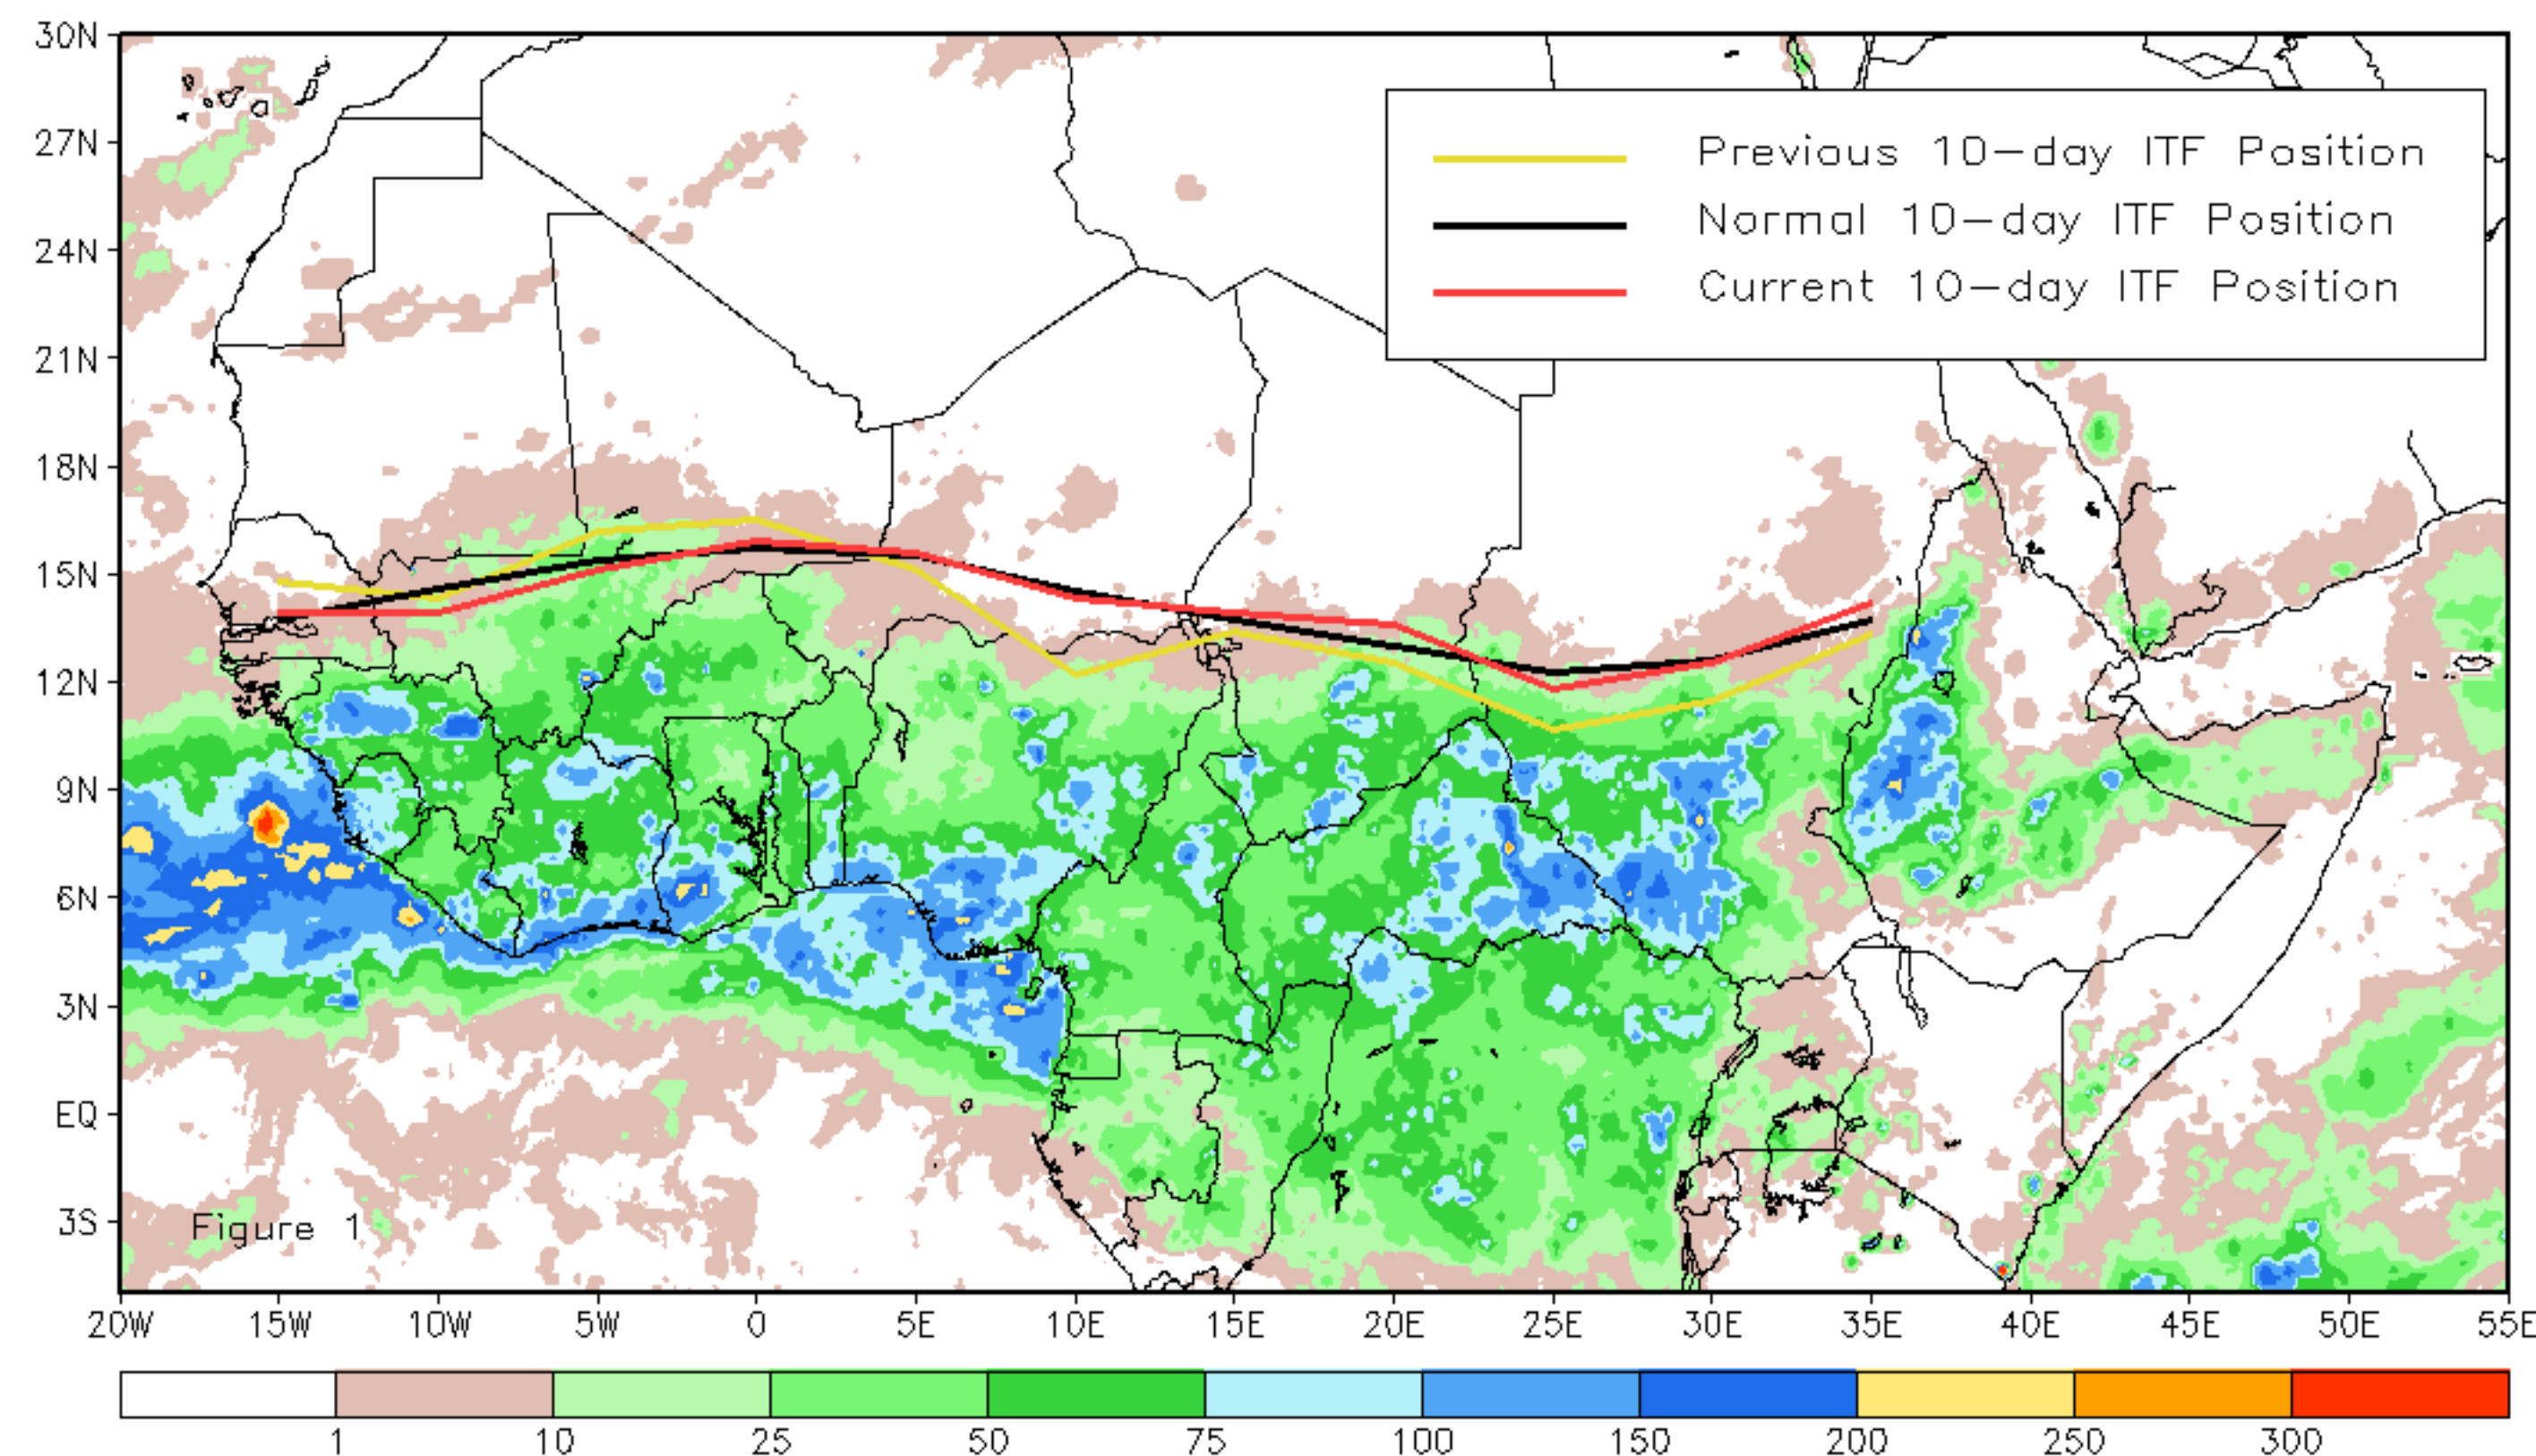 30N
27N
24N
21N
18N
15N
12N
9N
6N
3N
EQ
3S
Previous 10-day ITF Position
Normal 10-day ITF Position
Current 10-day ITF Position
Figure 1
20W 15W 10W 5W 0 5E 10E 15E 20E 25E 30E 35E 40E 45E 50E 55E
1 10 25 50 75 100 150 200 250 300